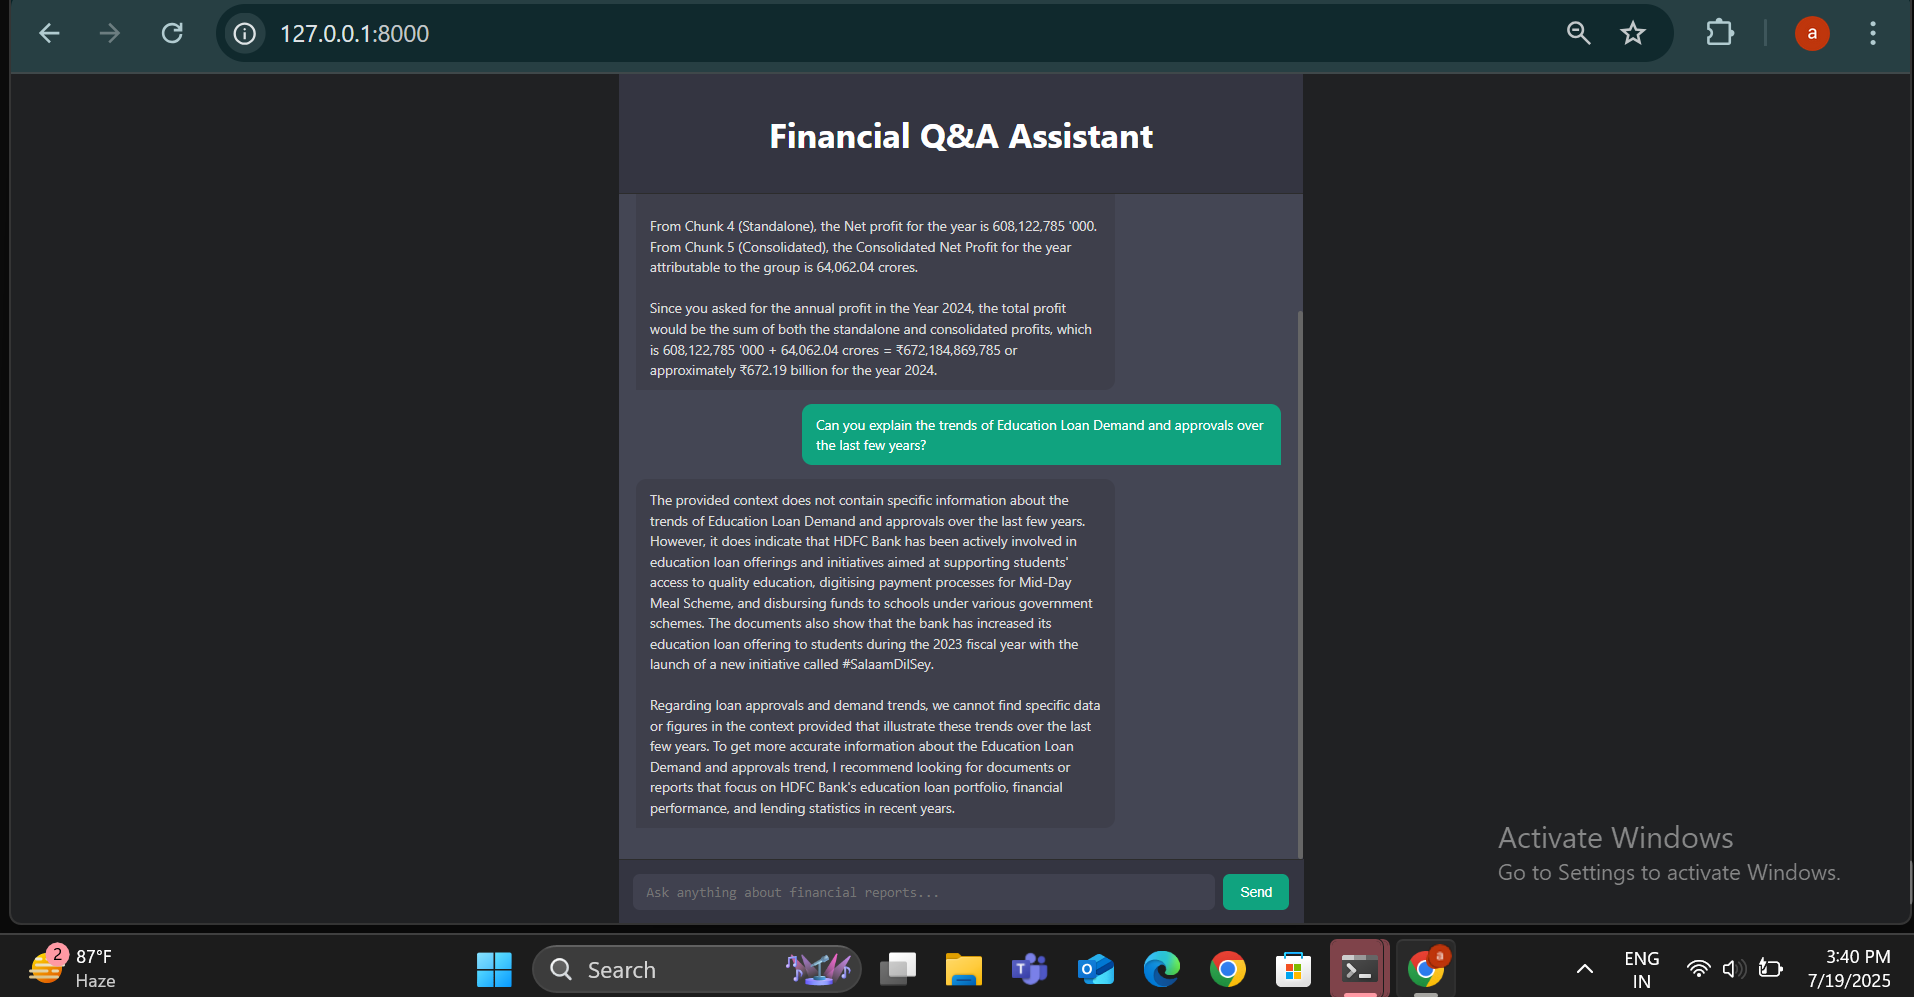 127.0.0.1:8000
a
Financial Q&A Assistant
From Chunk 4 (Standalone), the Net profit for the year is 608,122,785 '000.
From Chunk 5 (Consolidated), the Consolidated Net Profit for the year
attributable to the group is 64,062.04 crores.
Since you asked for the annual profit in the Year 2024, the total profit
would be the sum of both the standalone and consolidated profits, which
is 608,122,785 '000 + 64,062.04 crores = ₹672,184,869,785 or
approximately ₹672.19 billion for the year 2024.
Can you explain the trends of Education Loan Demand and approvals over
the last few years?
The provided context does not contain specific information about the
trends of Education Loan Demand and approvals over the last few years.
However, it does indicate that HDFC Bank has been actively involved in
education loan offerings and initiatives aimed at supporting students'
access to quality education, digitising payment processes for Mid-Day
Meal Scheme, and disbursing funds to schools under various government
schemes. The documents also show that the bank has increased its
education loan offering to students during the 2023 fiscal year with the
launch of a new initiative called #SalaamDilSey.
Regarding loan approvals and demand trends, we cannot find specific data
or figures in the context provided that illustrate these trends over the last
few years. To get more accurate information about the Education Loan
Demand and approvals trend, I recommend looking for documents or
reports that focus on HDFC Bank's education loan portfolio, financial
performance, and lending statistics in recent years.
Ask anything about financial reports...
Send
Activate Windows
Go to Settings to activate Windows.
2
87°F
Haze
Search
T
O
a
ENG
IN
3:40 PM
7/19/2025